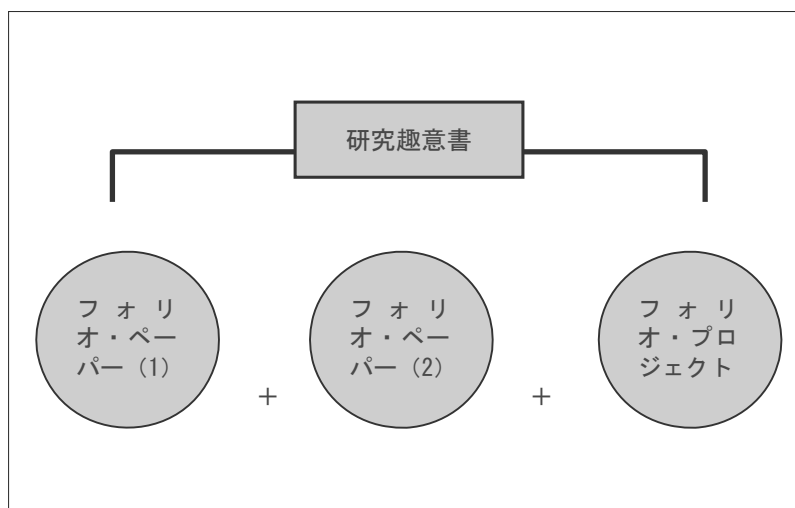 研究趣意書
フォリ
オ・ペー
パー(1)
フォリ
オ・ペー
パー(2)
フォリ
オ・プロ
ジェクト
+
+